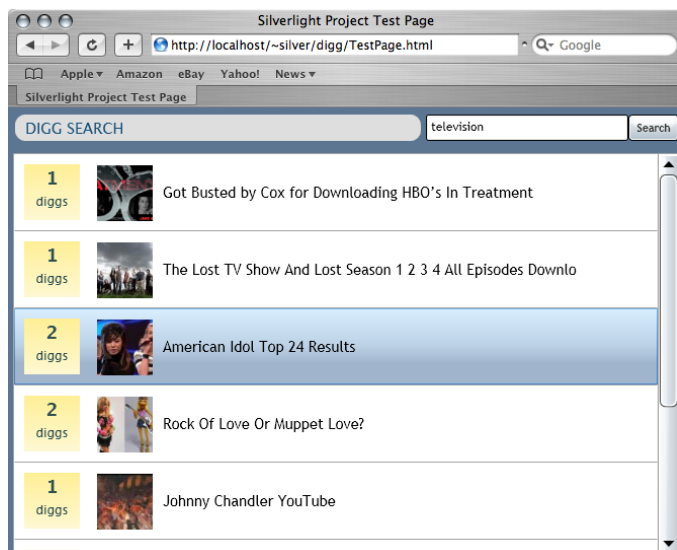 Silverlight Project Test Page
http://localhost/~silver/digg/TestPage.html
Google
Apple Amazon eBay Yahoo! News
Silverlight Project Test Page
DIGG SEARCH
television
Search
1
diggs
Got Busted by Cox for Downloading HBO's In Treatment
1
diggs
The Lost TV Show And Lost Season 1 2 3 4 All Episodes Downlo
2
diggs
American Idol Top 24 Results
2
diggs
Rock Of Love Or Muppet Love?
1
diggs
Johnny Chandler YouTube